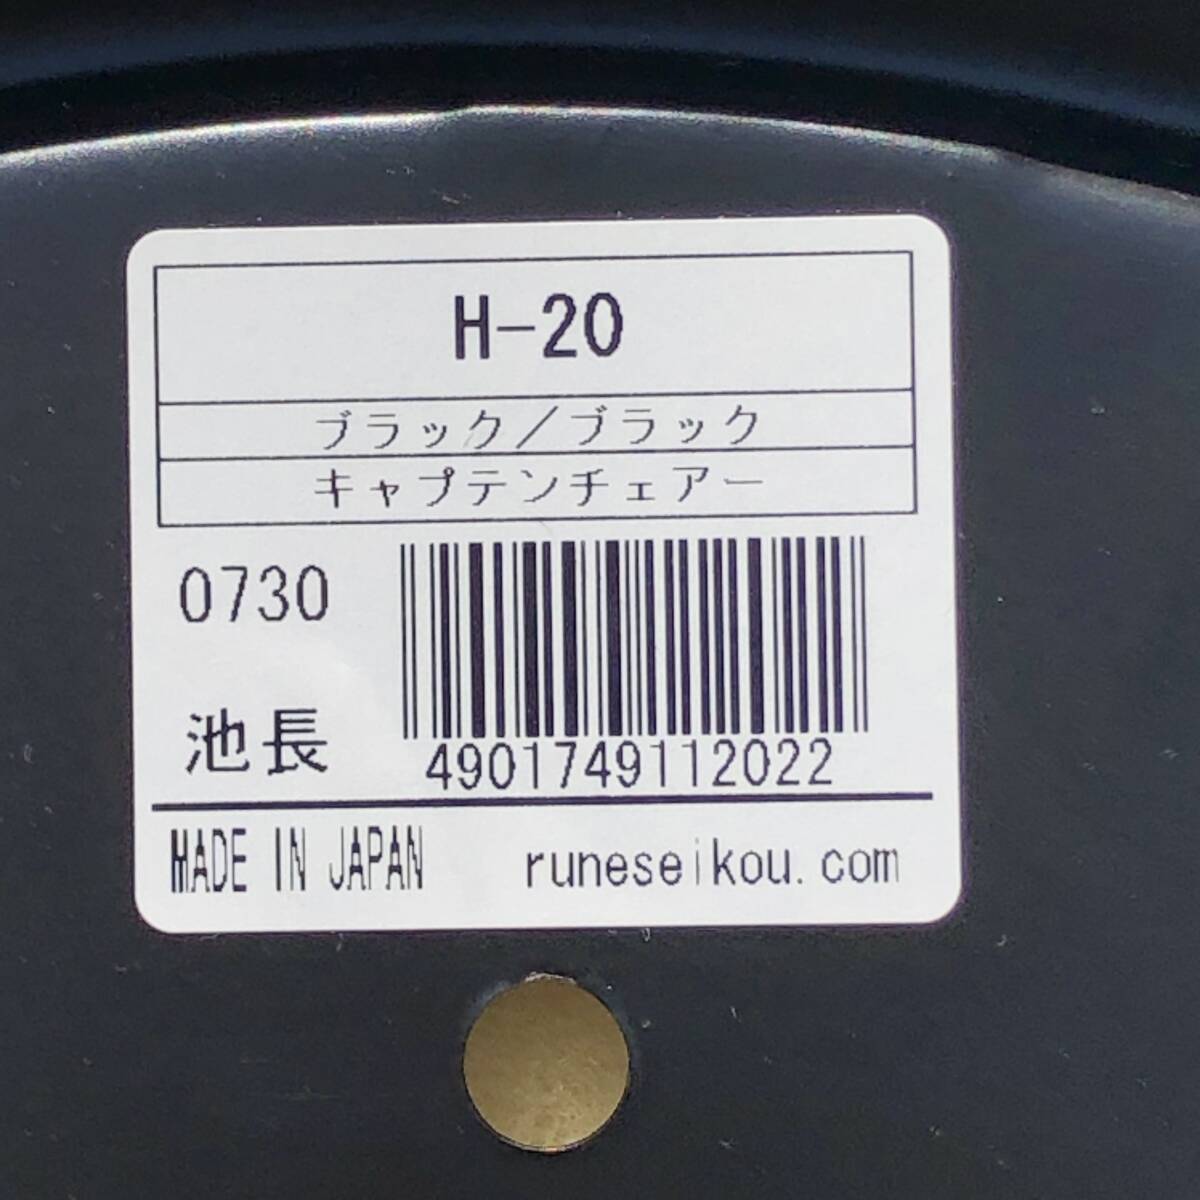 H-20
ブラック／ブラック
キャプテンチェアー
0730
池長
4901749112022
MADE IN JAPAN
runeseikou.com